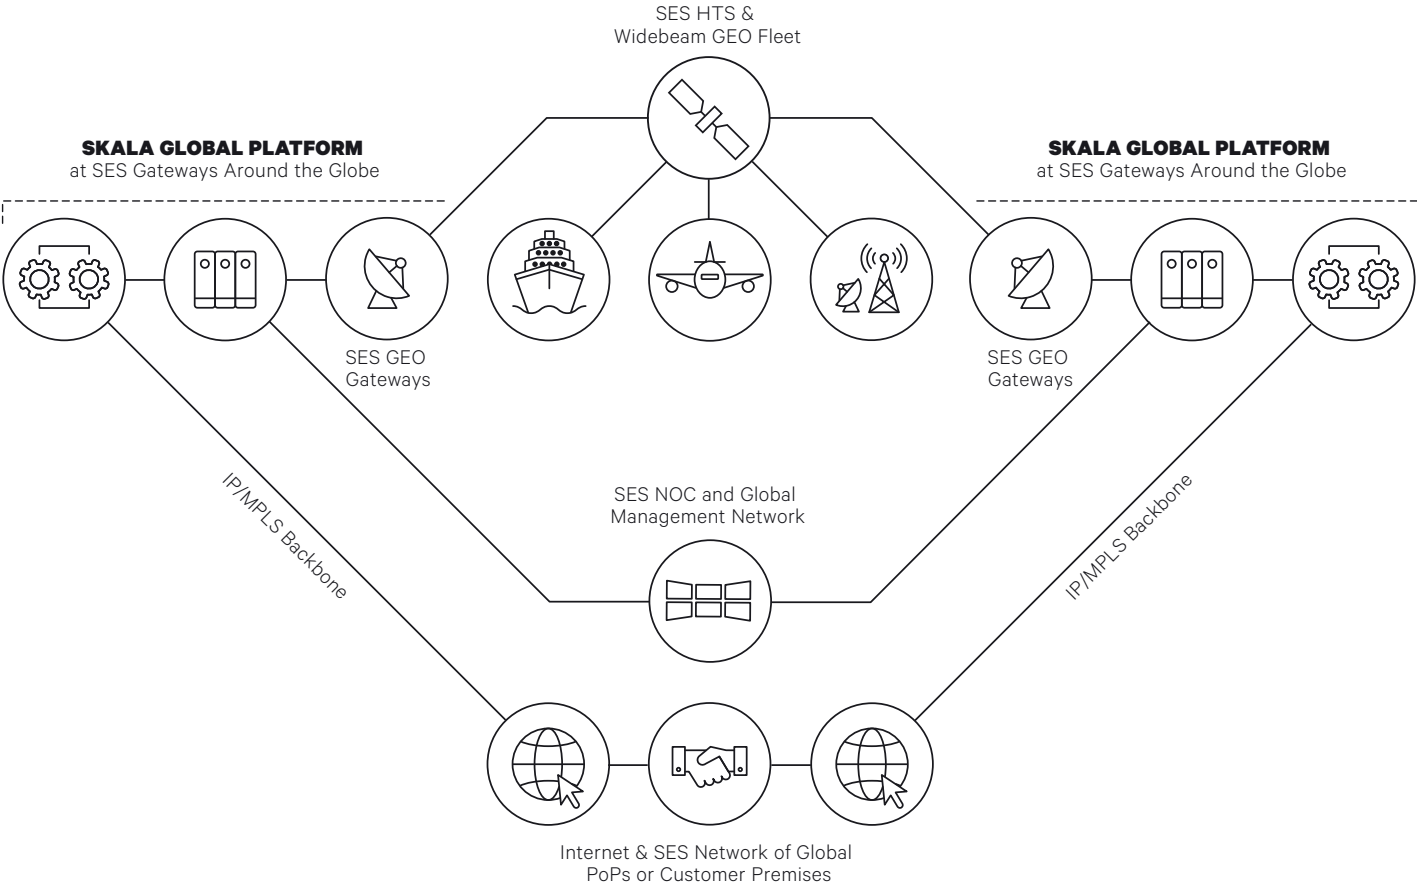 SES HTS &
Widebeam GEO Fleet
SKALA GLOBAL PLATFORM
at SES Gateways Around the Globe
SKALA GLOBAL PLATFORM
at SES Gateways Around the Globe
SES GEO
Gateways
SES GEO
Gateways
IP/MPLS Backbone
SES NOC and Global
Management Network
IP/MPLS Backbone
Internet & SES Network of Global
PoPs or Customer Premises